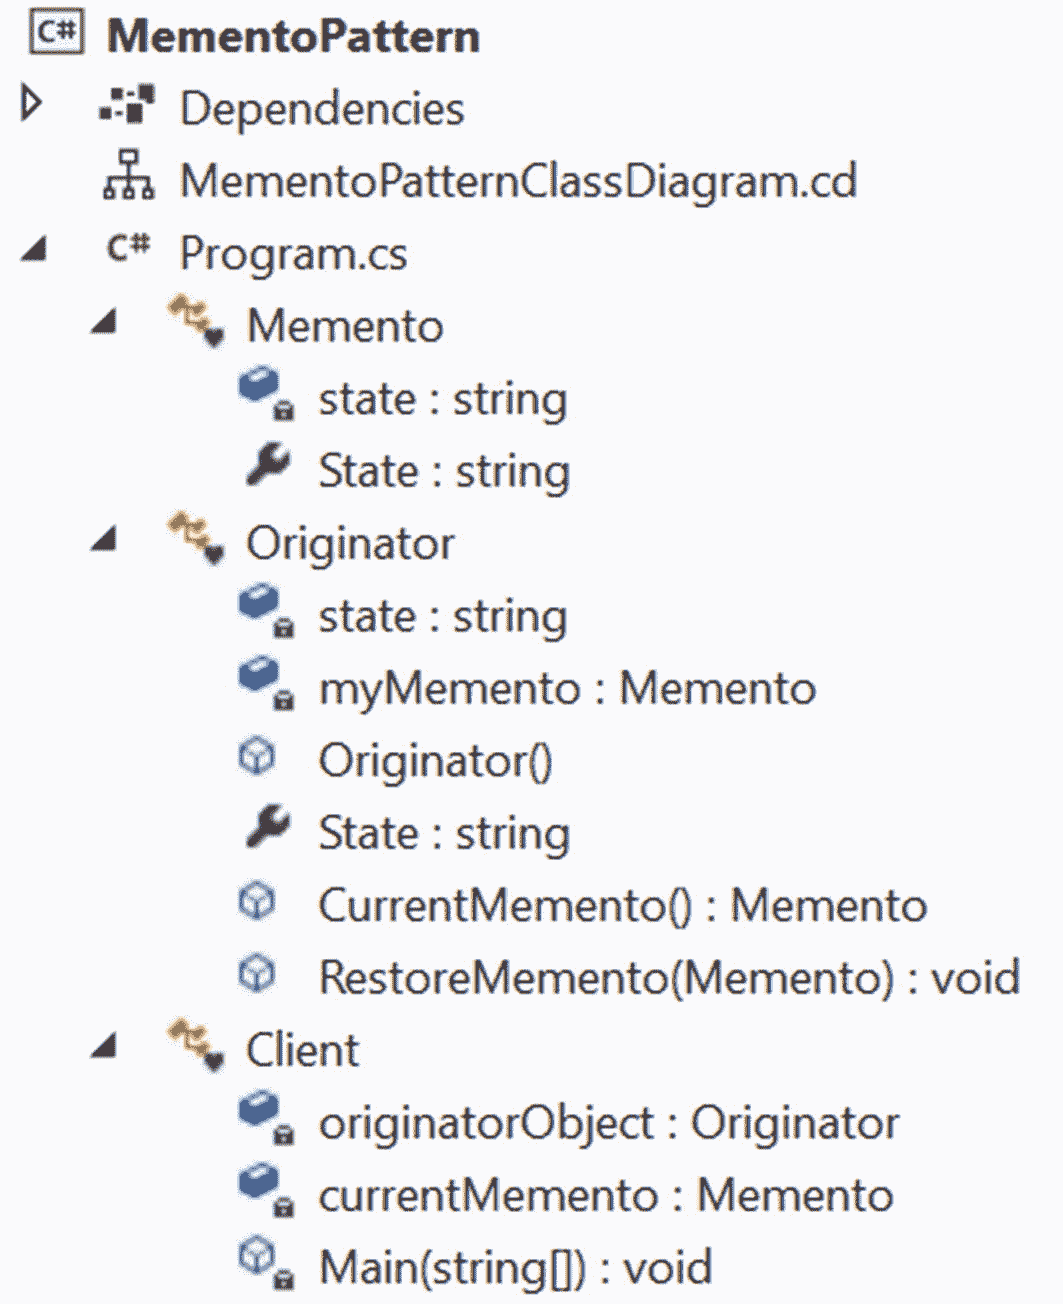 C# MementoPattern
Dependencies
MementoPatternClassDiagram.cd
C# Program.cs
Memento
state : string
State : string
Originator
state : string
myMemento : Memento
Originator()
State : string
CurrentMemento() : Memento
RestoreMemento(Memento) : void
Client
originatorObject : Originator
currentMemento : Memento
Main(string[]) : void